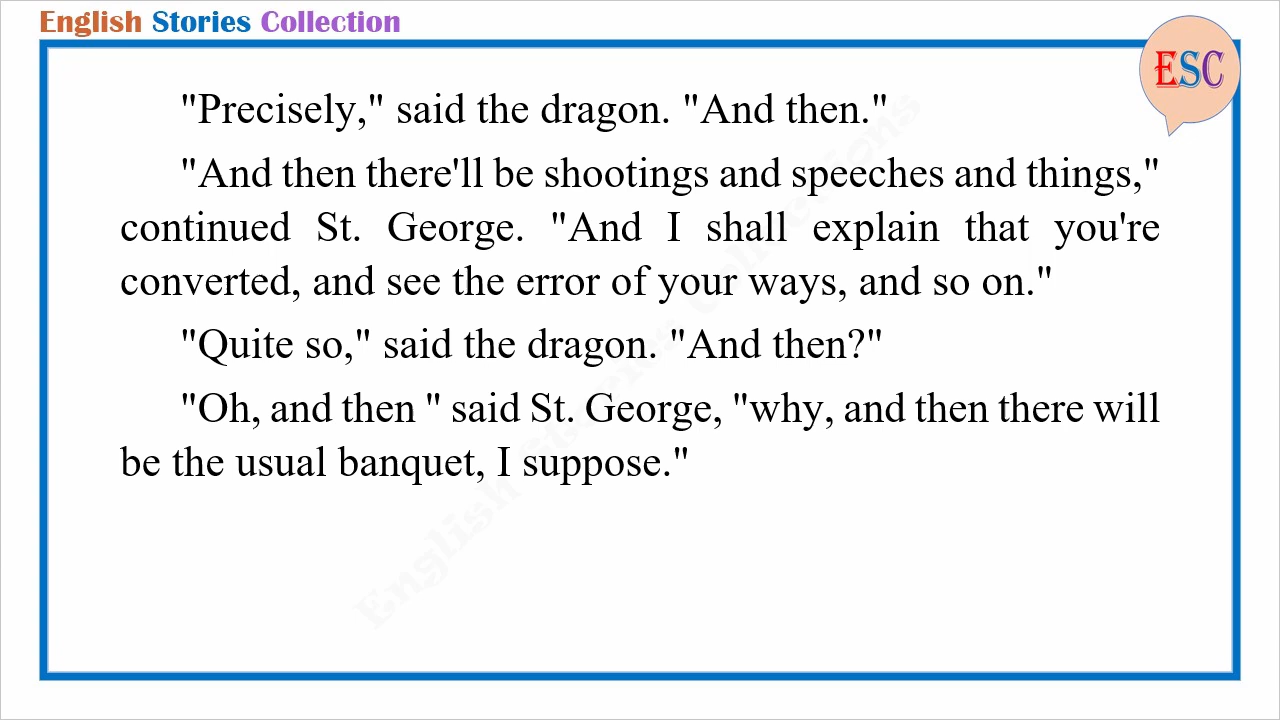 English Stories Collection
ESC
"Precisely," said the dragon. "And then."
"And then there'll be shootings and speeches and things,"
continued St. George. "And I shall explain that you're
converted, and see the error of your ways, and so on."
"Quite so," said the dragon. "And then?"
"Oh, and then " said St. George, "why, and then there will
be the usual banquet, I suppose."
English Stories Collections